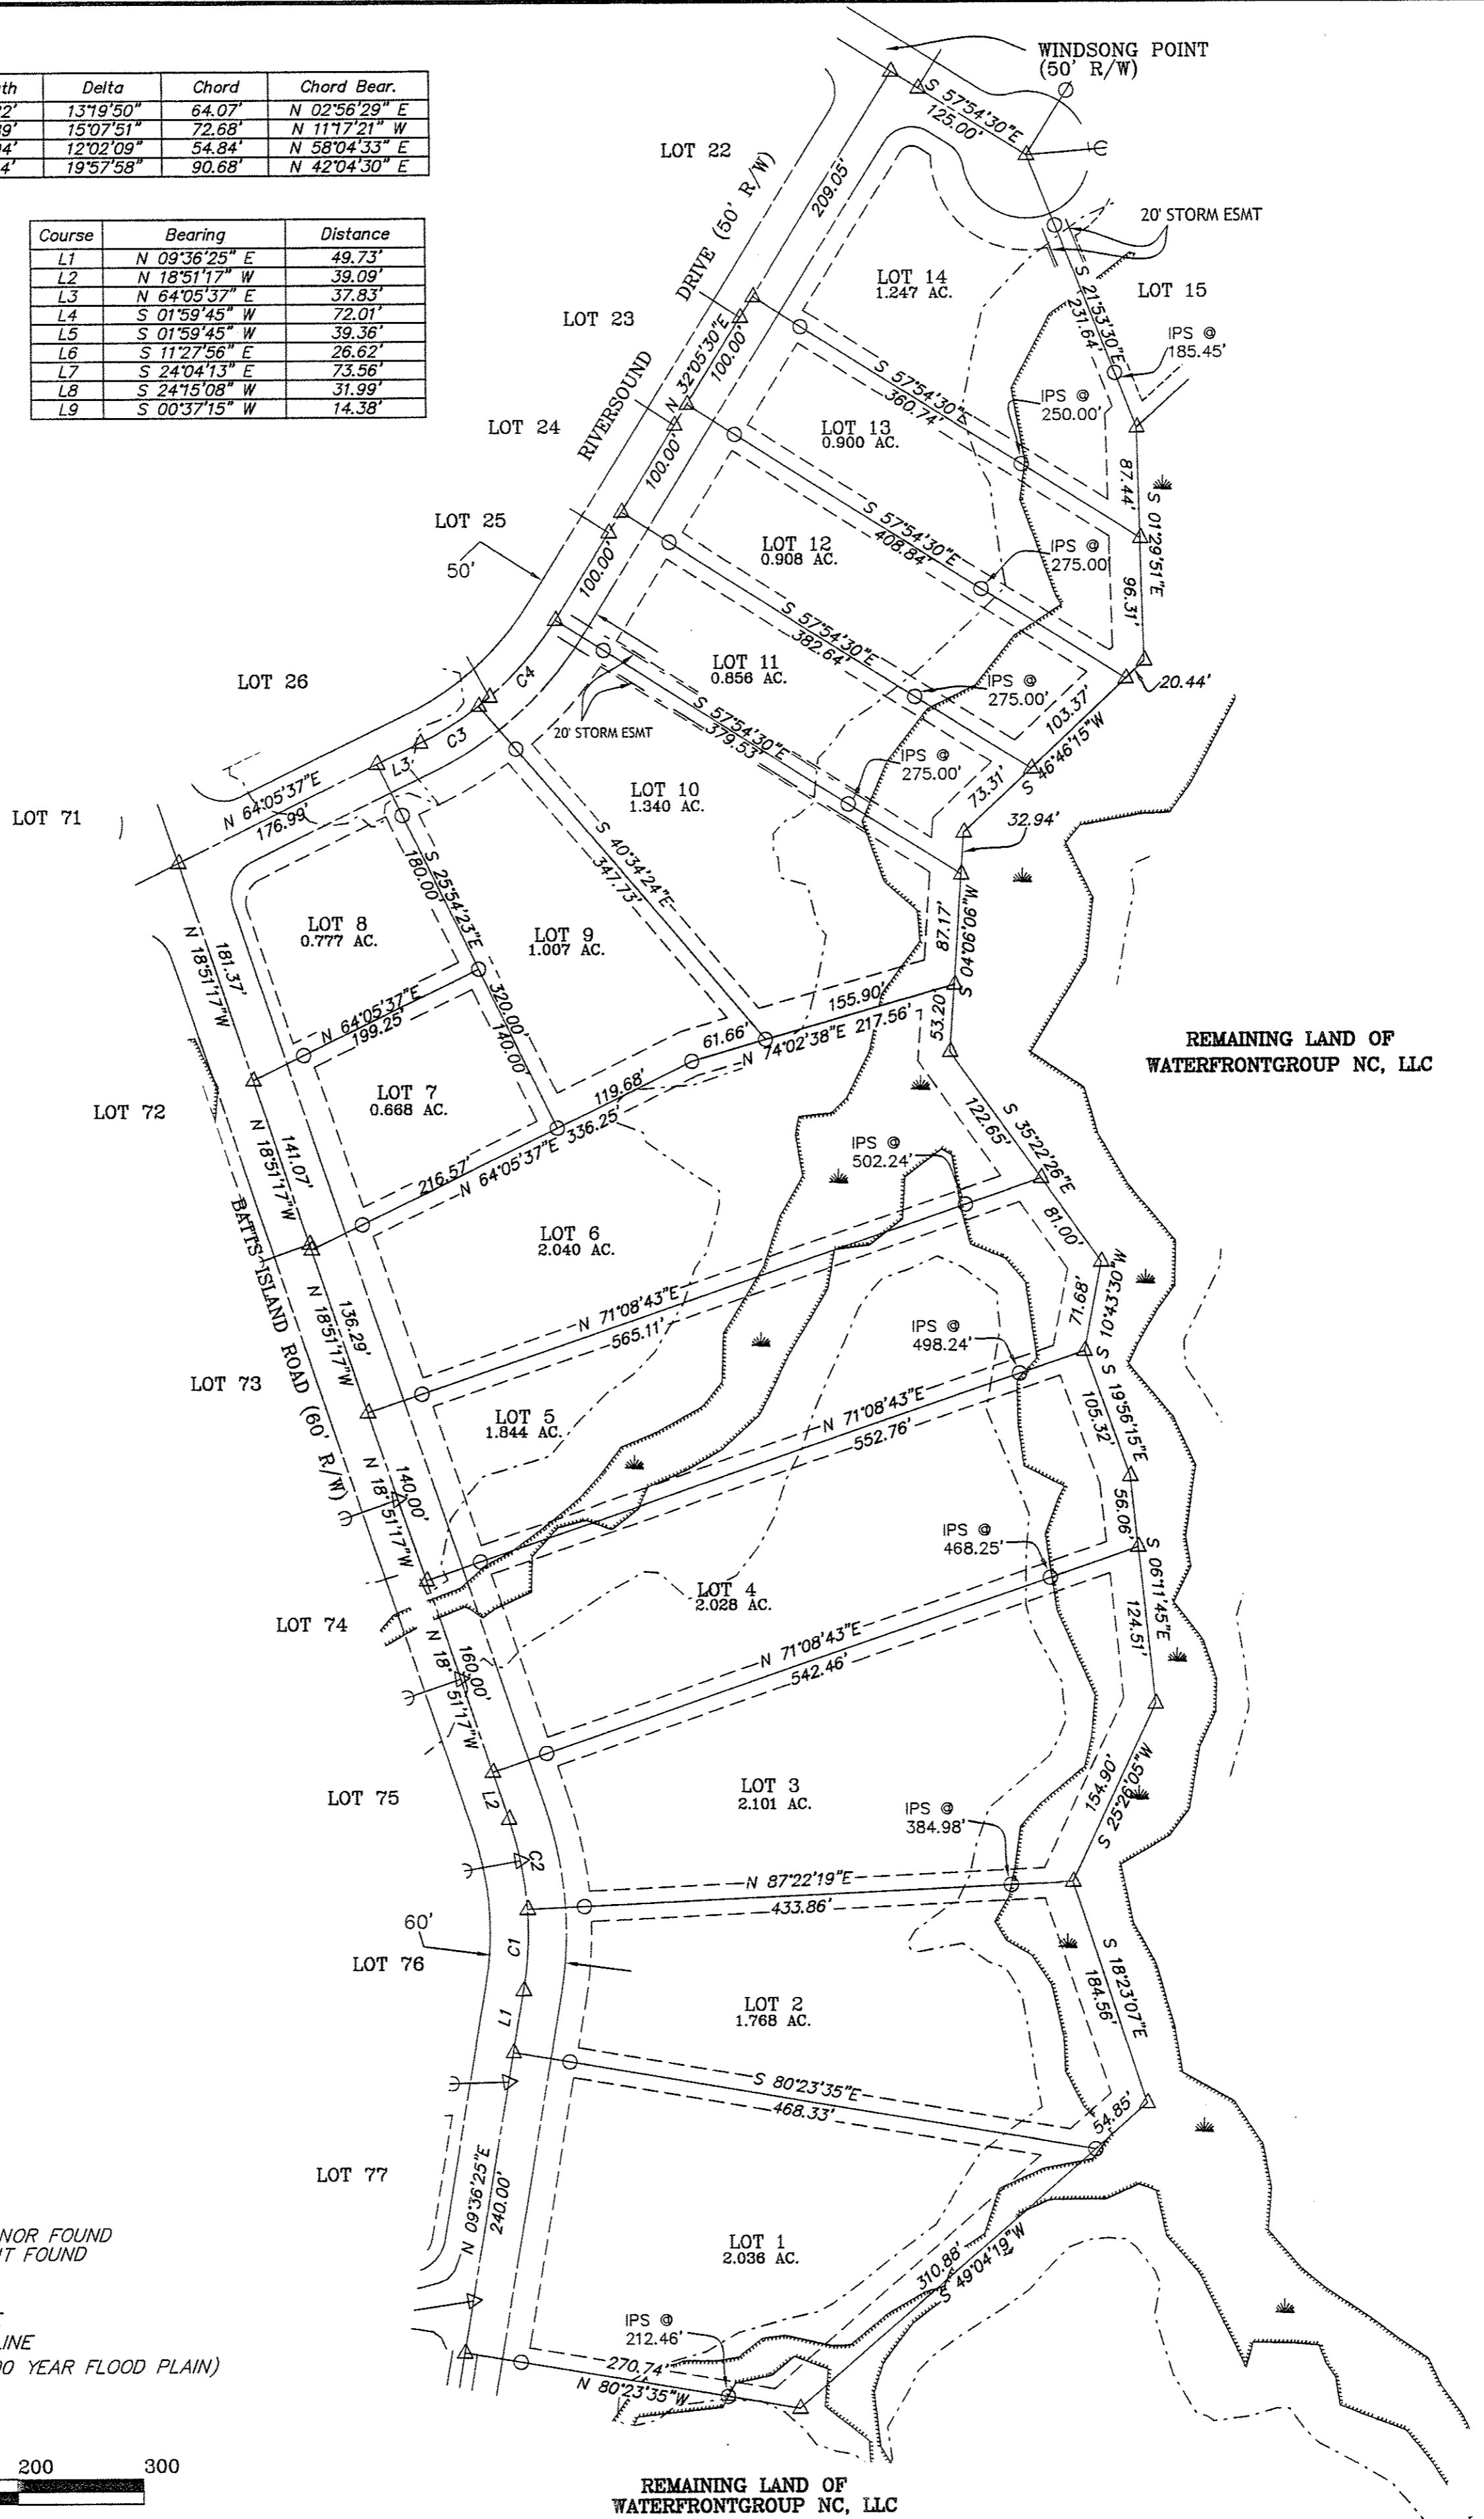 th Delta Chord Chord Bear.
2' 13°19'50" 64.07' N 02°56'29" E
9' 15°07'51" 72.68' N 11°17'21" W
4' 12°02'09" 54.84' N 58°04'33" E
4' 19°57'58" 90.68' N 42°04'30" E
Course Bearing Distance
L1 N 09°36'25" E 49.73'
L2 N 18°51'17" W 39.09'
L3 N 64°05'37" E 37.83'
L4 S 01°59'45" W 72.01'
L5 S 01°59'45" W 39.36'
L6 S 11°27'56" E 26.62'
L7 S 24°04'13" E 73.56'
L8 S 24°15'08" W 31.99'
L9 S 00°37'15" W 14.38'
WINDSONG POINT
(50' R/W)
S 57°54'30"E
125.00'
LOT 22
209.05'
RIVERSOUND DRIVE (50' R/W)
20' STORM ESMT
LOT 14
1.247 AC.
LOT 15
S 21°53'30"E
231.64'
IPS @
185.45'
LOT 23
N 32°05'30"E
100.00'
S 57°54'30"E
360.74'
IPS @
250.00'
LOT 24
100.00'
LOT 13
0.900 AC.
87.44'
S 01°29'51"E
96.31'
LOT 25
50'
100.00'
LOT 12
0.908 AC.
S 57°54'30"E
408.84'
IPS @
275.00'
S 57°54'30"E
382.64'
LOT 11
0.856 AC.
IPS @
275.00'
20.44'
103.37'
S 46°46'15"W
73.31'
LOT 26
C4
C3
L3
20' STORM ESMT
S 57°54'30"E
379.53'
IPS @
275.00'
32.94'
LOT 10
1.340 AC.
LOT 71
N 64°05'37"E
176.99'
S 25°54'23"E
180.00'
S 40°34'24"E
347.73'
87.17'
S 04°06'06"W
53.20'
LOT 8
0.777 AC.
LOT 9
1.007 AC.
N 18°51'17"W
181.37'
N 64°05'37"E
199.25'
320.00'
140.00'
155.90'
61.66'
N 74°02'38"E 217.56'
REMAINING LAND OF
WATERFRONTGROUP NC, LLC
LOT 72
LOT 7
0.668 AC.
119.68'
N 64°05'37"E 336.25'
216.57'
N 18°51'17"W
141.07'
122.65'
S 35°22'26"E
81.00'
IPS @
502.24'
BATTS ISLAND ROAD (60' R/W)
LOT 6
2.040 AC.
N 18°51'17"W
136.29'
N 71°08'43"E
565.11'
71.68'
S 10°43'30"W
IPS @
498.24'
LOT 73
LOT 5
1.844 AC.
N 71°08'43"E
552.76'
S 19°56'15"E
105.32'
N 18°51'17"W
140.00'
56.06'
S 06°11'45"E
124.51'
IPS @
468.25'
LOT 74
LOT 4
2.028 AC.
N 18°51'17"W
160.00'
N 71°08'43"E
542.46'
LOT 75
L2
LOT 3
2.101 AC.
154.90'
S 25°26'05"W
IPS @
384.98'
C2
N 87°22'19"E
433.86'
60'
C1
LOT 76
S 18°23'07"E
184.56'
L1
LOT 2
1.768 AC.
S 80°23'35"E
468.33'
54.85'
LOT 77
N 09°36'25"E
240.00'
LOT 1
2.036 AC.
310.88'
S 49°04'19"W
NOR FOUND
T FOUND
LINE
00 YEAR FLOOD PLAIN)
IPS @
212.46'
270.74'
N 80°23'35"W
200 300
REMAINING LAND OF
WATERFRONTGROUP NC, LLC